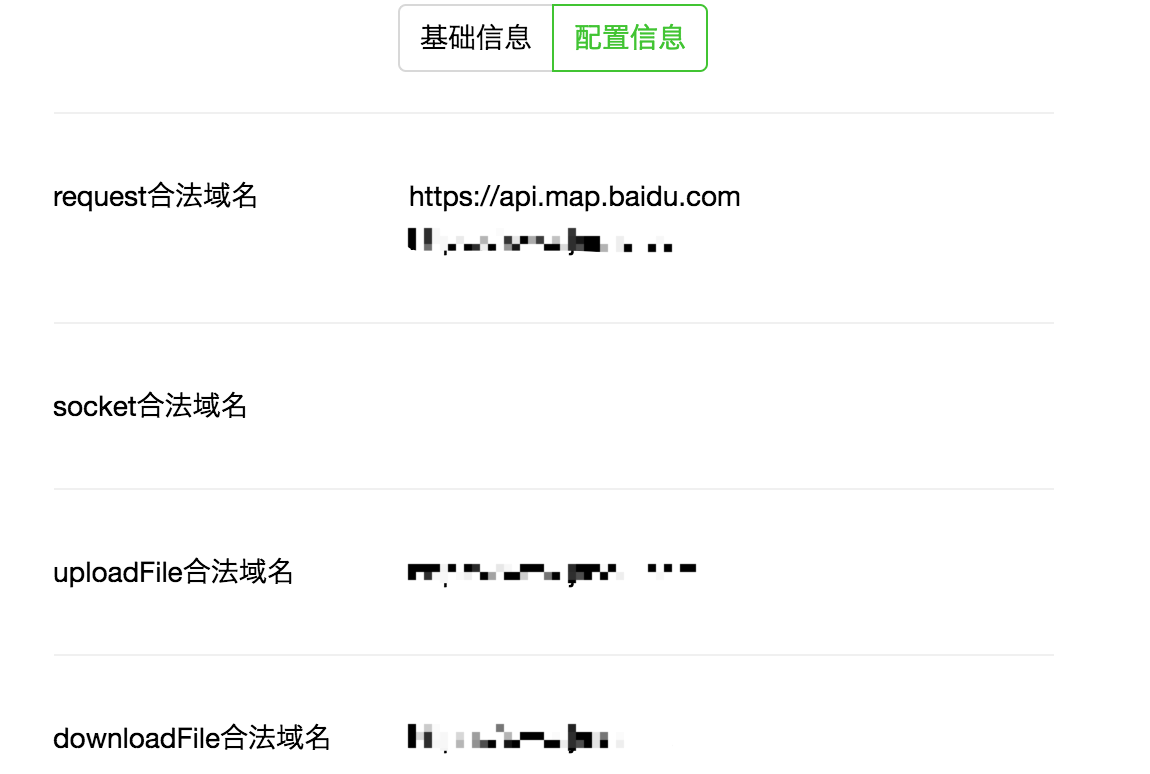 基础信息
配置信息
request合法域名
https://api.map.baidu.com
socket合法域名
uploadFile合法域名
downloadFile合法域名